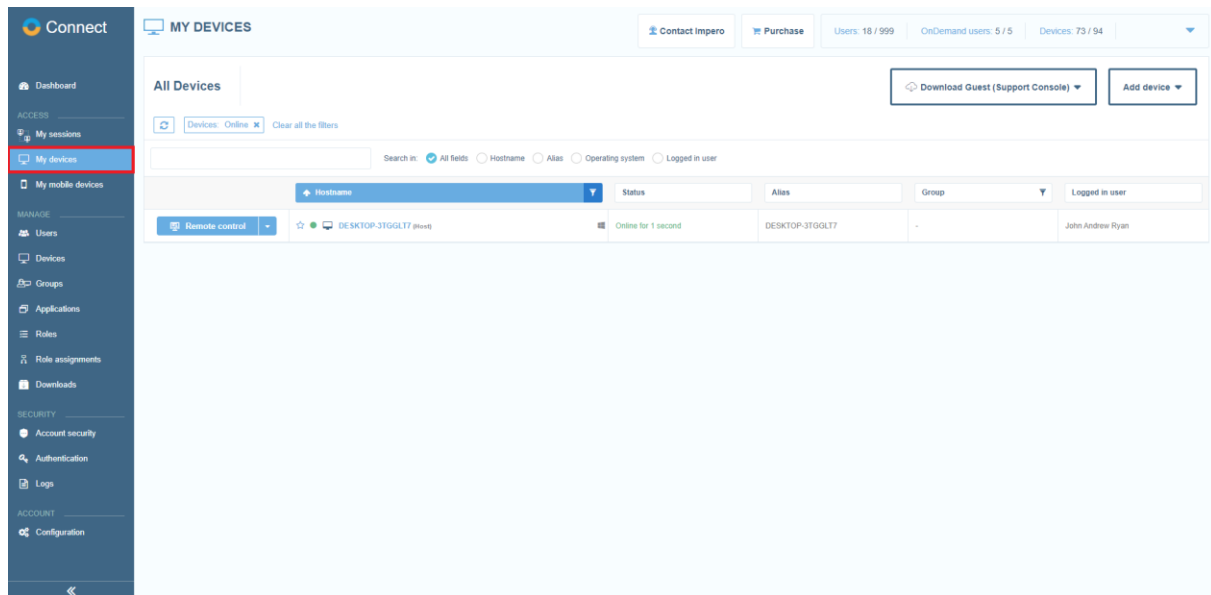 Connect
Dashboard
ACCESS
My sessions
My devices
My mobile devices
MANAGE
Users
Devices
Groups
Applications
Roles
Role assignments
Downloads
SECURITY
Account security
Authentication
Logs
ACCOUNT
Configuration
MY DEVICES
Contact Impero Purchase Users: 18 / 999 OnDemand users: 5 / 5 Devices: 73 / 94
All Devices Download Guest (Support Console) Add device
Devices: Online Clear all the filters
Search in: All fields Hostname Alias Operating system Logged in user
Hostname Status Alias Group Logged in user
Remote control DESKTOP-3TGGLT7 (Host) Online for 1 second DESKTOP-3TGGLT7 - John Andrew Ryan